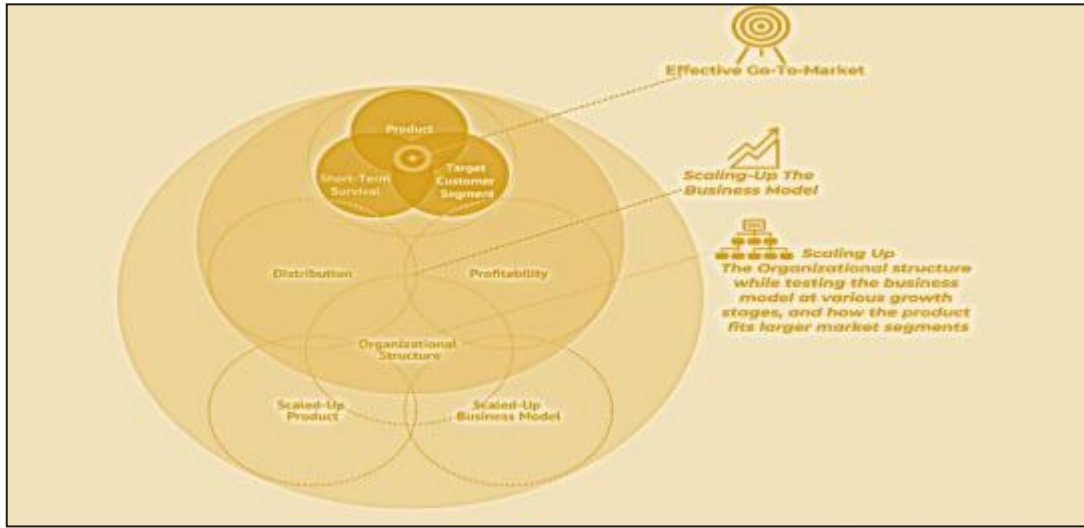 Effective Go-To-Market
Product
Short-Term
Survival
Target
Customer
Segment
Scaling-Up The
Business Model
Distribution
Profitability
Scaling Up
The Organizational structure
while testing the business
model at various growth
stages, and how the product
fits larger market segments
Organizational
Structure
Scaled-Up
Product
Scaled-Up
Business Model